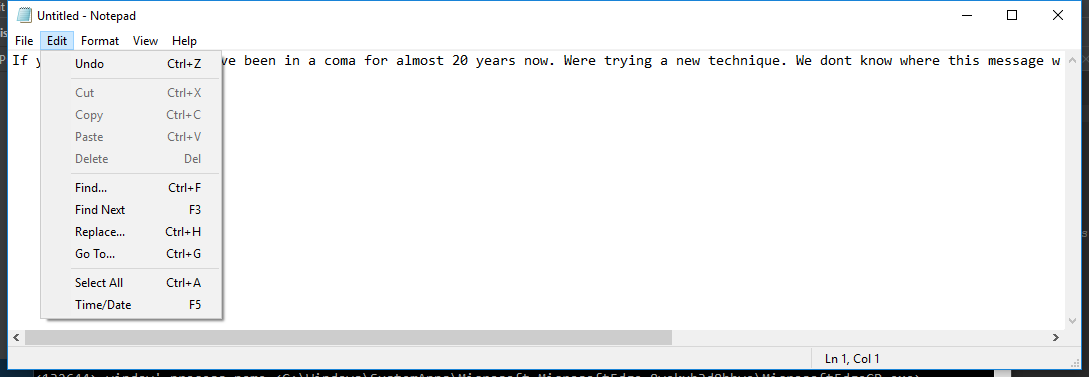 Untitled - Notepad
File Edit Format View Help
If y ve been in a coma for almost 20 years now. Were trying a new technique. We dont know where this message w
Undo Ctrl+Z
Cut Ctrl+X
Copy Ctrl+C
Paste Ctrl+V
Delete Del
Find... Ctrl+F
Find Next F3
Replace... Ctrl+H
Go To... Ctrl+G
Select All Ctrl+A
Time/Date F5
Ln 1, Col 1